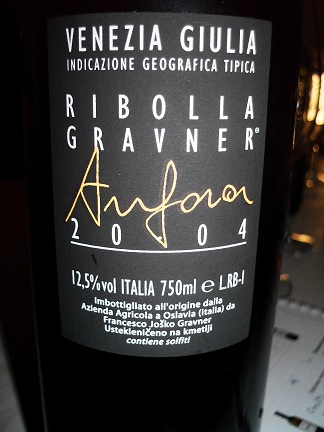 VENEZIA GIULIA
INDICAZIONE GEOGRAFICA TIPICA
RIBOLLA
GRAVNER®
Anfora
2004
12,5%vol ITALIA 750ml ℮ L.RB-1
Imbottigliato all'origine dalla
Azienda Agricola a Oslavia (Italia) da
Francesco Joško Gravner
Ustekleničeno na kmetiji
contiene solfiti